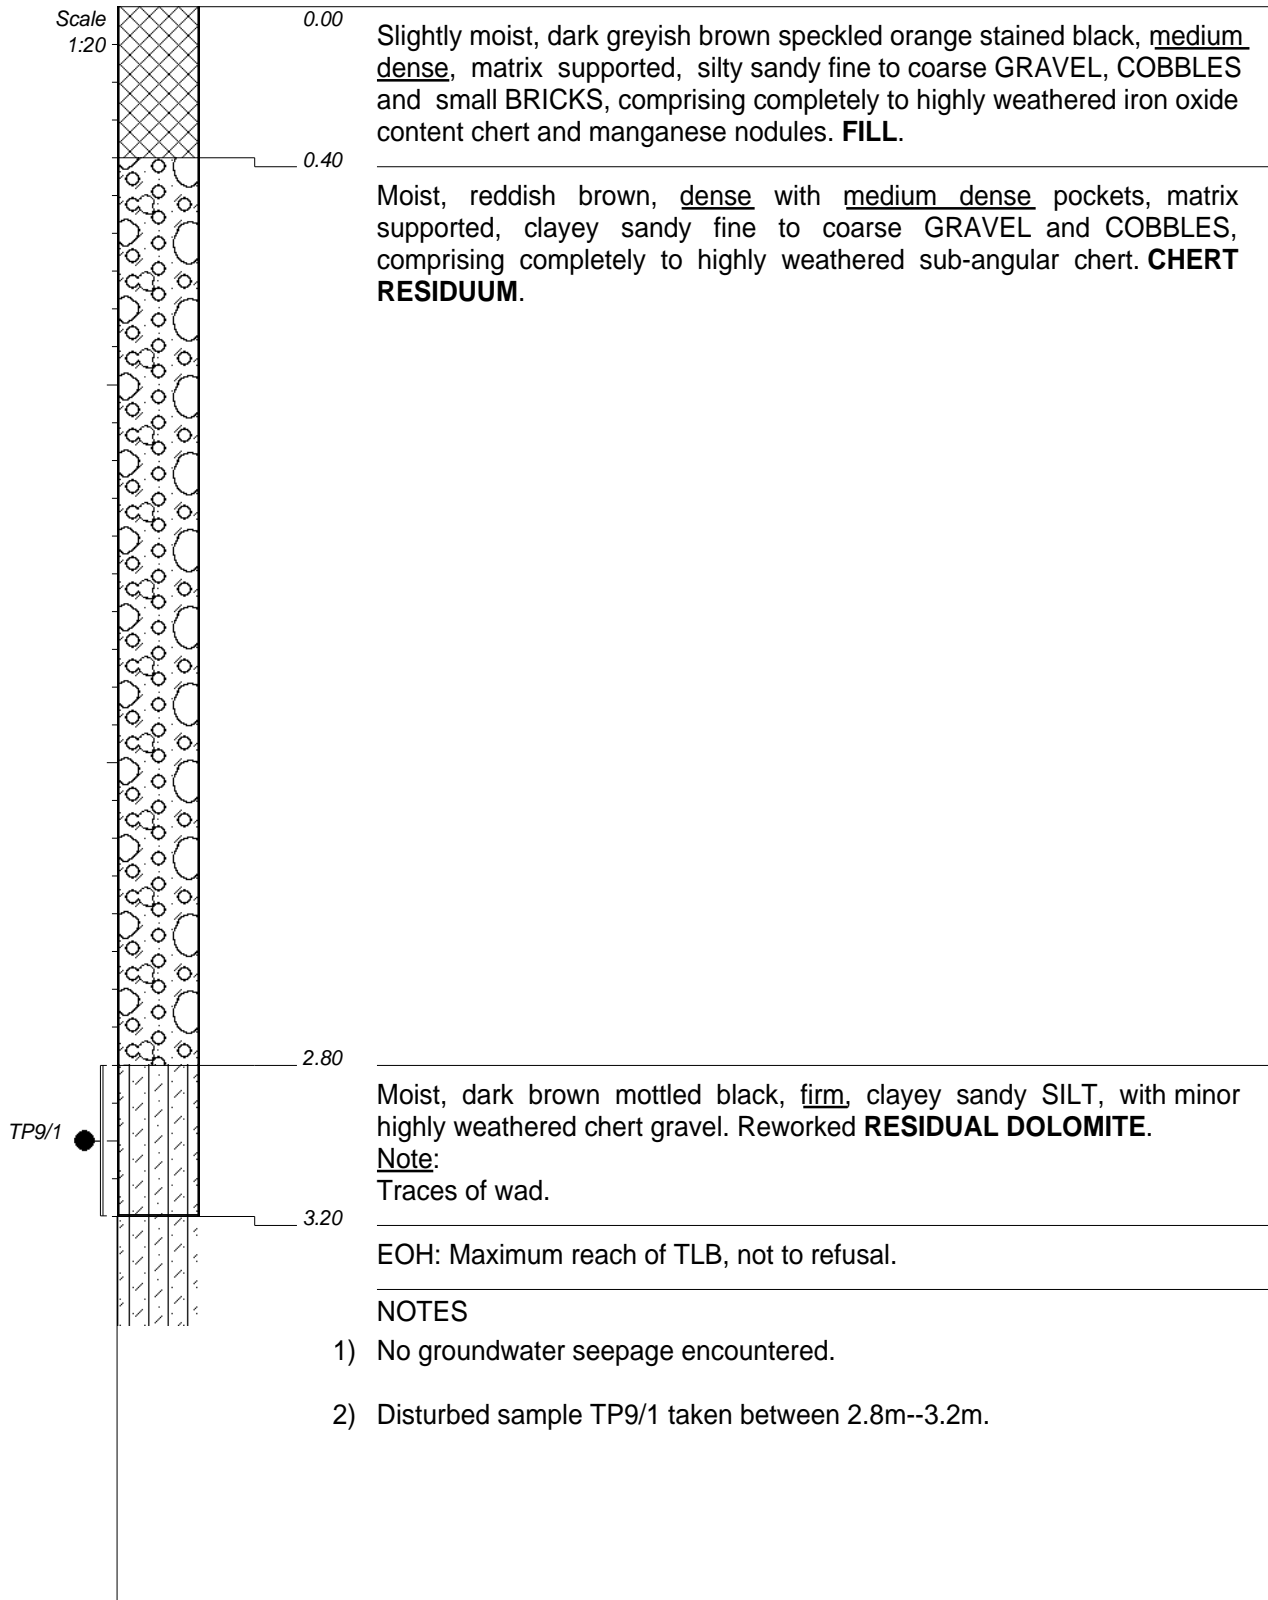 Scale
1:20
0.00
Slightly moist, dark greyish brown speckled orange stained black, medium
dense, matrix supported, silty sandy fine to coarse GRAVEL, COBBLES
and small BRICKS, comprising completely to highly weathered iron oxide
content chert and manganese nodules. FILL.
0.40
Moist, reddish brown, dense with medium dense pockets, matrix
supported, clayey sandy fine to coarse GRAVEL and COBBLES,
comprising completely to highly weathered sub-angular chert. CHERT
RESIDUUM.
2.80
Moist, dark brown mottled black, firm, clayey sandy SILT, with minor
highly weathered chert gravel. Reworked RESIDUAL DOLOMITE.
Note:
Traces of wad.
TP9/1
3.20
EOH: Maximum reach of TLB, not to refusal.
NOTES
1) No groundwater seepage encountered.
2) Disturbed sample TP9/1 taken between 2.8m--3.2m.